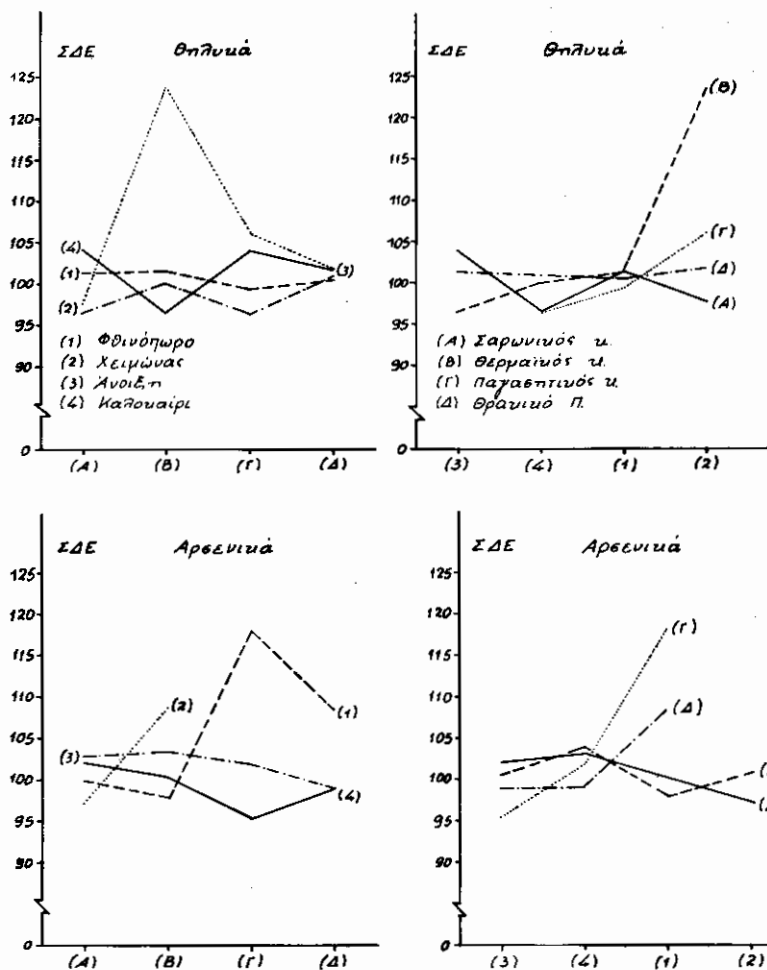 ΣΔΕ Θηλυκά
125
120
115
110
105
100
95
90
0
(4)
(1)
(2)
(3)
(1) Φθινόπωρο
(2) Χειμώνας
(3) Άνοιξη
(4) Καλοκαίρι
(Α) (Β) (Γ) (Δ)
ΣΔΕ Θηλυκά
125
120
115
110
105
100
95
90
0
(Β)
(Γ)
(Δ)
(Α)
(Α) Σαρωνικός κ.
(Β) Θερμαϊκός κ.
(Γ) Παγασητικός κ.
(Δ) Θρακικό Π.
(3) (4) (1) (2)
ΣΔΕ Αρσενικά
125
120
115
110
105
100
95
90
0
(2)
(1)
(3)
(4)
(Α) (Β) (Γ) (Δ)
ΣΔΕ Αρσενικά
125
120
115
110
105
100
95
90
0
(Γ)
(Δ)
(3) (4) (1) (2)